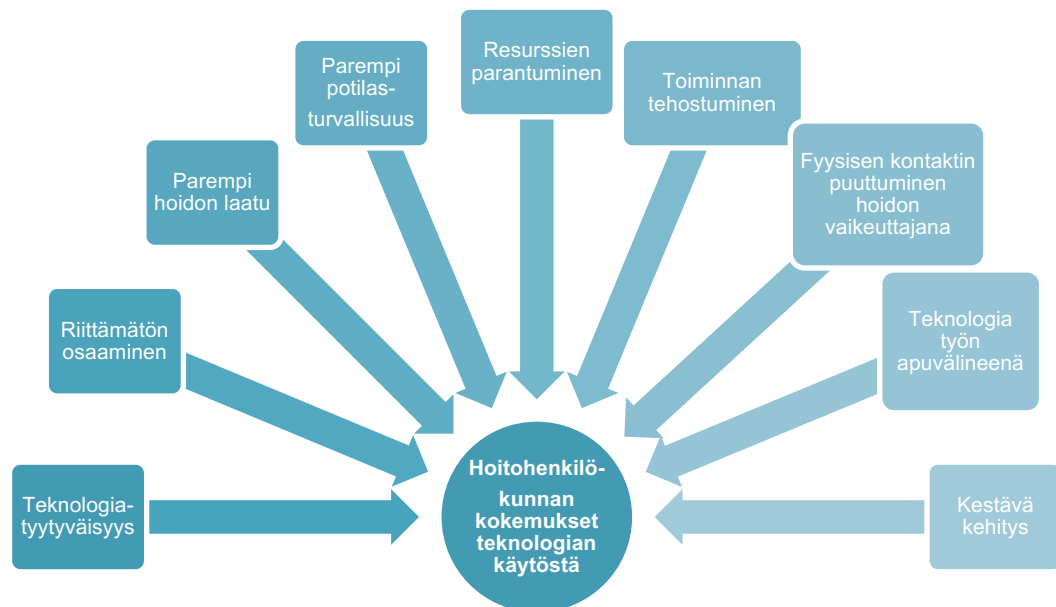 Teknologia-
tyytyväisyys
Riittämätön
osaaminen
Parempi
hoidon laatu
Parempi
potilas-
turvallisuus
Resurssien
parantuminen
Toiminnan
tehostuminen
Fyysisen kontaktin
puuttuminen
hoidon
vaikeuttajana
Teknologia
työn
apuvälineenä
Kestävä
kehitys
Hoitohenkilö-
kunnan
kokemukset
teknologian
käytöstä